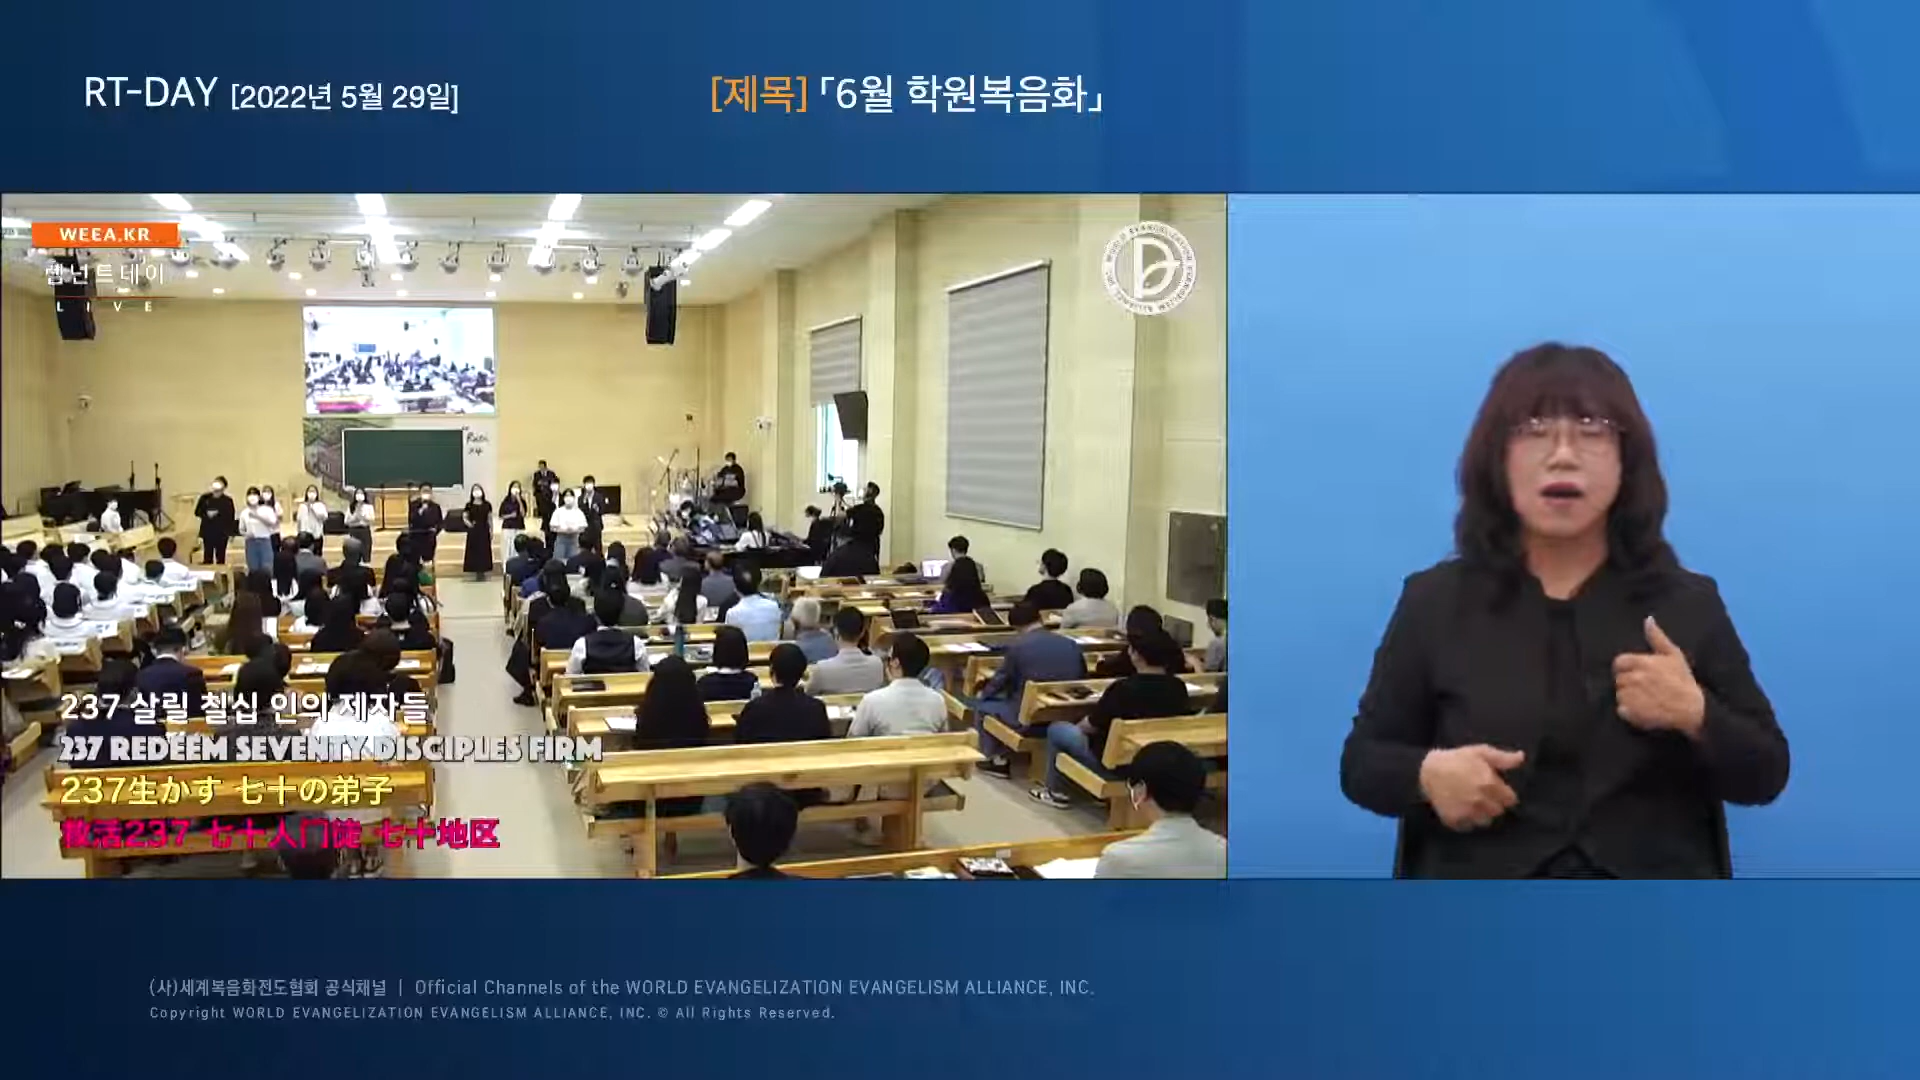 RT-DAY [2022년 5월 29일]
[제목] 「6월 학원복음화」
WEEA.KR
렘넌트데이
LIVE
237 살릴 칠십 인의 제자들
237 REDEEM SEVENTY DISCIPLES FIRM
237生かす 七十の弟子
救活237 七十人门徒 七十地区
(사)세계복음화전도협회 공식채널 | Official Channels of the WORLD EVANGELIZATION EVANGELISM ALLIANCE, INC.
Copyright WORLD EVANGELIZATION EVANGELISM ALLIANCE, INC. © All Rights Reserved.